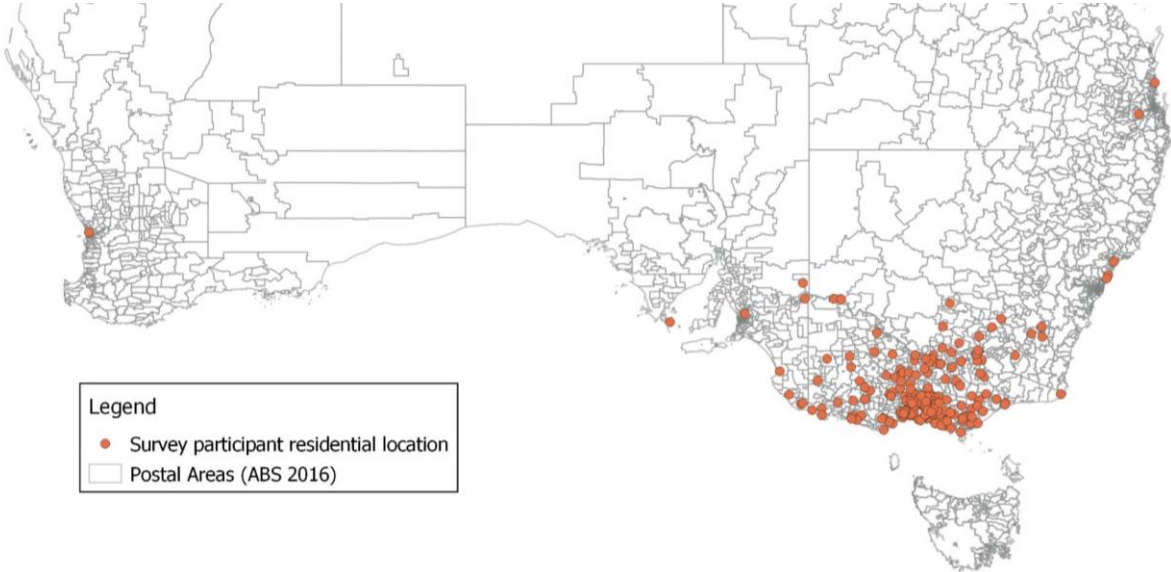 Legend
Survey participant residential location
Postal Areas (ABS 2016)